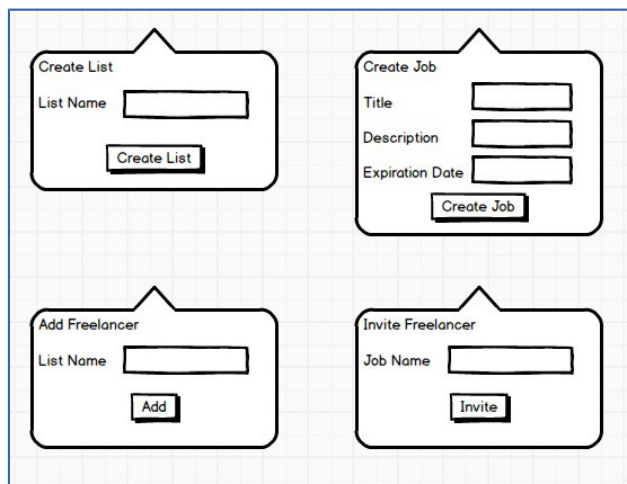 Create List
List Name
Create List
Create Job
Title
Description
Expiration Date
Create Job
Add Freelancer
List Name
Add
Invite Freelancer
Job Name
Invite